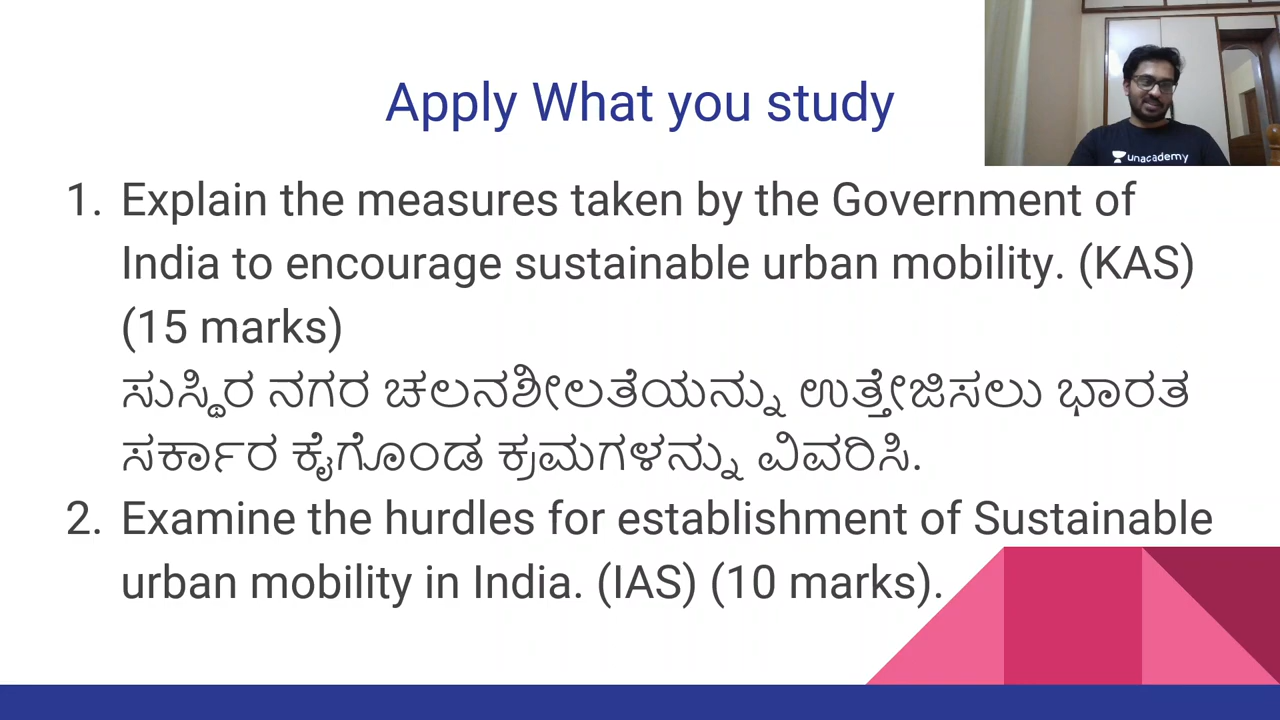 Apply What you study
unacademy
1. Explain the measures taken by the Government of
India to encourage sustainable urban mobility. (KAS)
(15 marks)
ಸುಸ್ಥಿರ ನಗರ ಚಲನಶೀಲತೆಯನ್ನು ಉತ್ತೇಜಿಸಲು ಭಾರತ
ಸರ್ಕಾರ ಕೈಗೊಂಡ ಕ್ರಮಗಳನ್ನು ವಿವರಿಸಿ.
2. Examine the hurdles for establishment of Sustainable
urban mobility in India. (IAS) (10 marks).